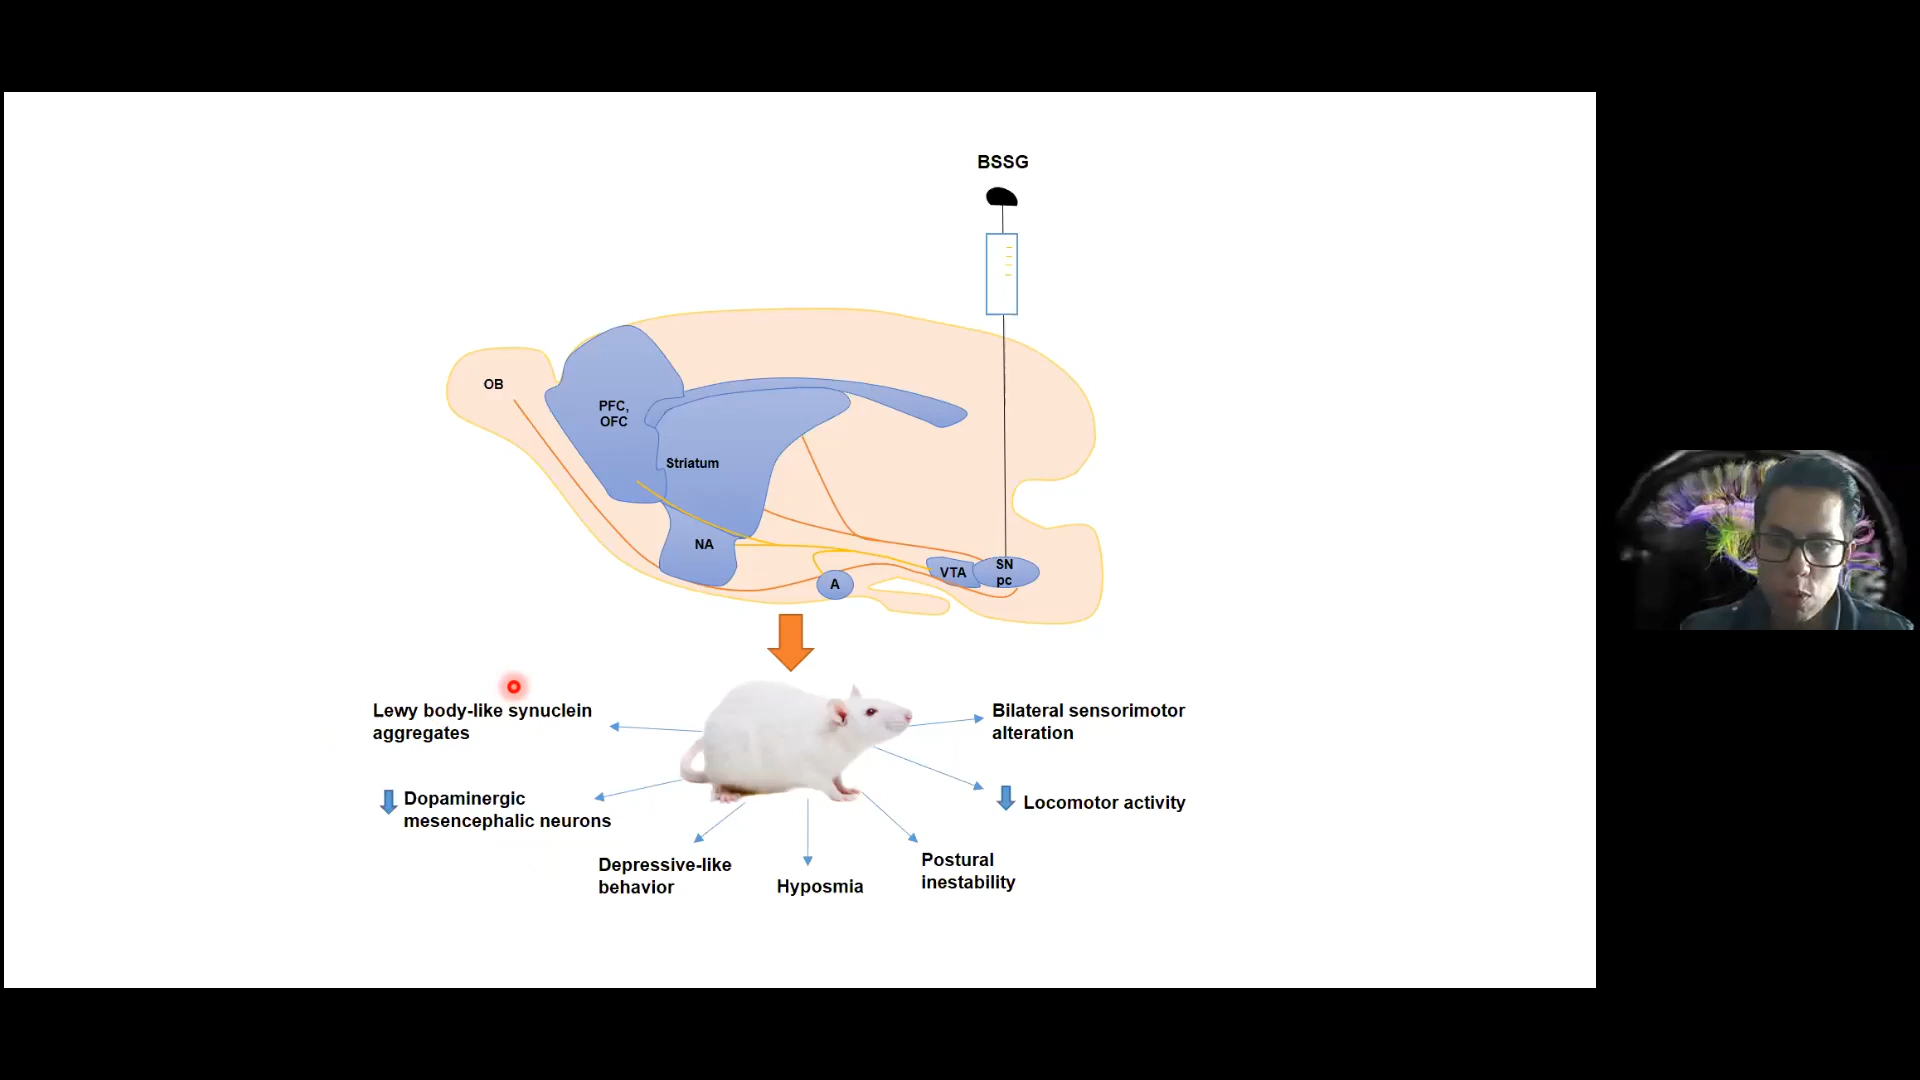 BSSG
OB
PFC,
OFC
Striatum
NA
A
VTA
SN
pc
Lewy body-like synuclein
aggregates
Dopaminergic
mesencephalic neurons
Depressive-like
behavior
Hyposmia
Postural
inestability
Locomotor activity
Bilateral sensorimotor
alteration